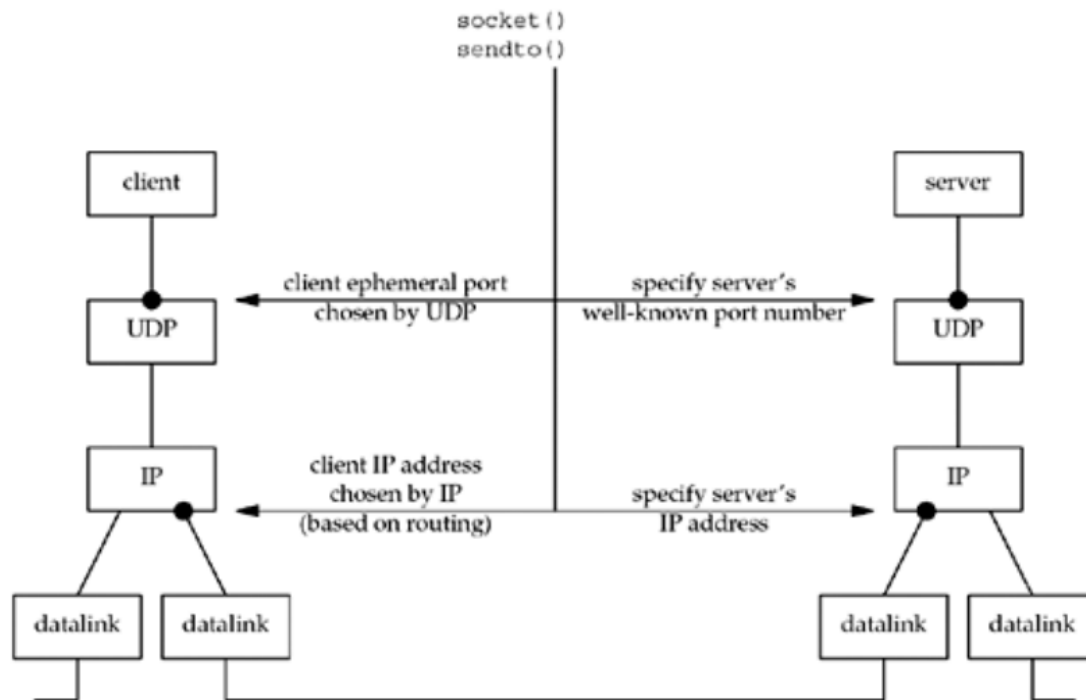 socket()
sendto()
client
server
client ephemeral port
chosen by UDP
specify server's
well-known port number
UDP
UDP
client IP address
chosen by IP
(based on routing)
specify server's
IP address
IP
IP
datalink
datalink
datalink
datalink